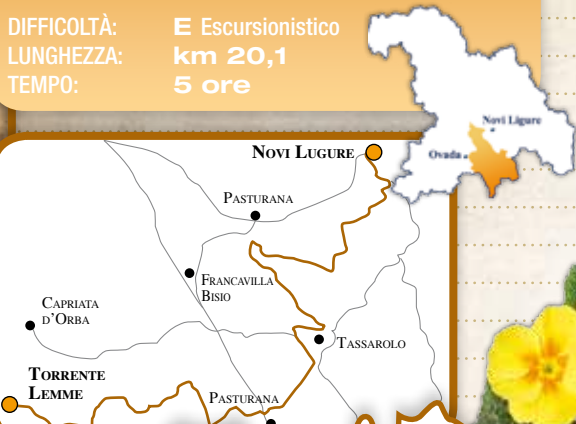 DIFFICOLTÀ: E Escursionistico
LUNGHEZZA: km 20,1
TEMPO: 5 ore
Novi Ligure
Ovada
NOVI LUGURE
PASTURANA
FRANCAVILLA
BISIO
CAPRIATA
D'ORBA
TASSAROLO
TORRENTE
LEMME
PASTURANA